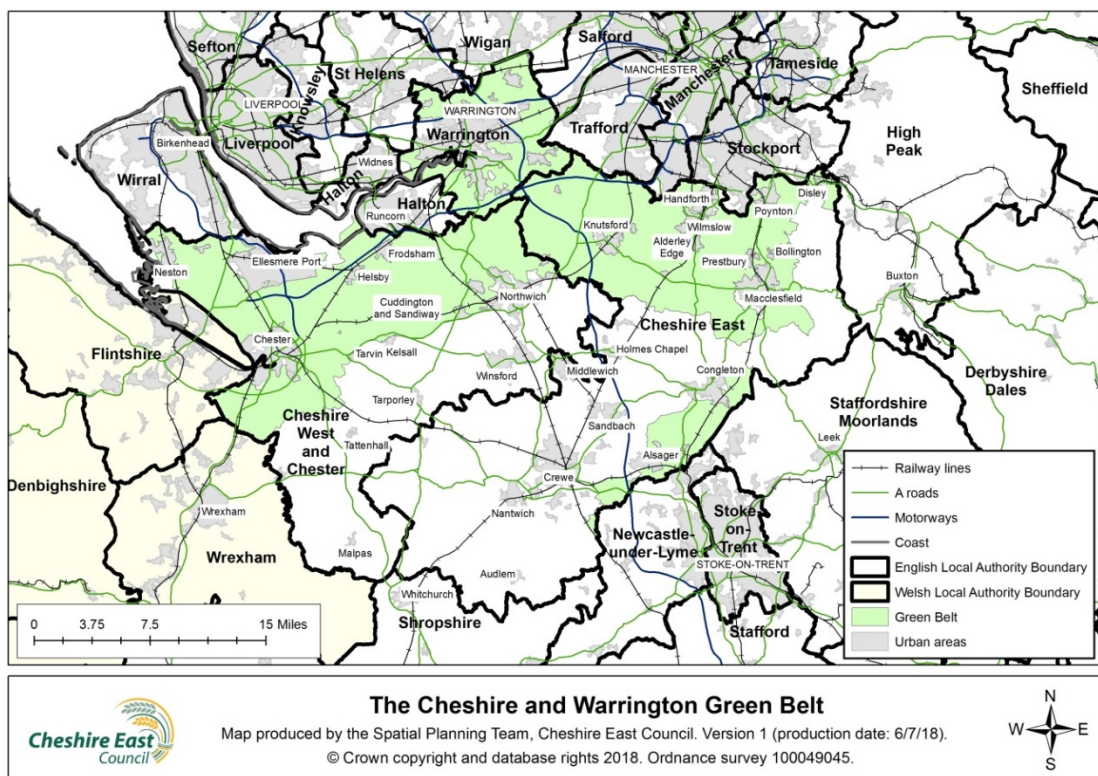 Sefton
Wigan
Salford
Tameside
Knowsley
St Helens
MANCHESTER
Manchester
Sheffield
LIVERPOOL
WARRINGTON
Liverpool
Warrington
Trafford
Stockport
High
Peak
Birkenhead
Widnes
Wirral
Halton
Halton
Runcorn
Handforth
Disley
Poynton
Knutsford
Wilmslow
Alderley
Edge
Prestbury
Bollington
Frodsham
Ellesmere Port
Neston
Helsby
Buxton
Cuddington
and Sandiway
Northwich
Macclesfield
Cheshire East
Flintshire
Chester
Tarvin
Kelsall
Holmes Chapel
Winsford
Middlewich
Congleton
Derbyshire
Dales
Tarporley
Staffordshire
Moorlands
Cheshire
West
and
Chester
Tattenhall
Sandbach
Leek
Alsager
Denbighshire
Crewe
Wrexham
Nantwich
Newcastle-
under-Lyme
Stoke-
on-
Trent
Wrexham
Malpas
Audlem
STOKE-ON-TRENT
Whitchurch
Shropshire
Stafford
Railway lines
A roads
Motorways
Coast
English Local Authority Boundary
Welsh Local Authority Boundary
Green Belt
Urban areas
0 3.75 7.5 15 Miles
The Cheshire and Warrington Green Belt
Map produced by the Spatial Planning Team, Cheshire East Council. Version 1 (production date: 6/7/18).
© Crown copyright and database rights 2018. Ordnance survey 100049045.
Cheshire East
Council
N
W E
S